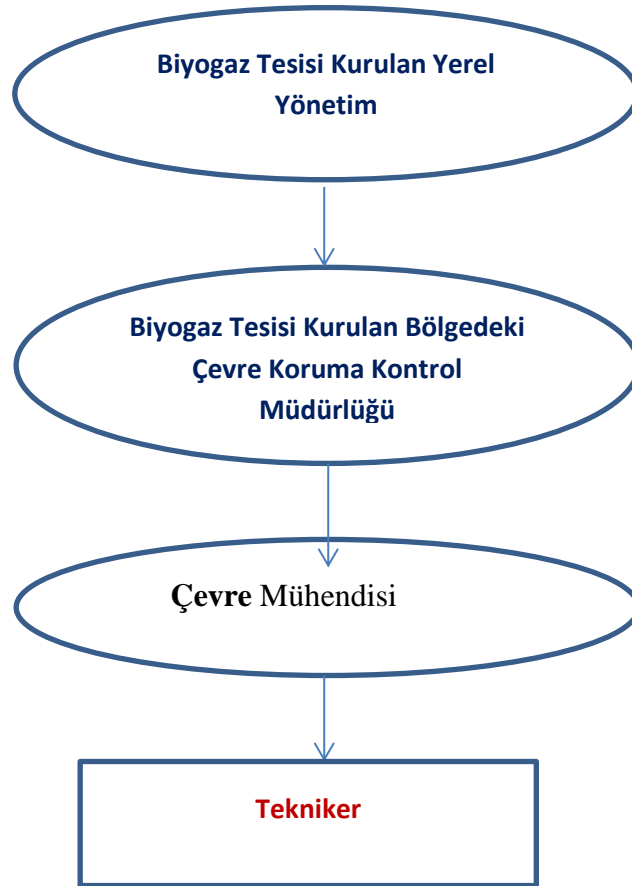 Biyogaz Tesisi Kurulan Yerel
Yönetim
Biyogaz Tesisi Kurulan Bölgedeki
Çevre Koruma Kontrol
Müdürlüğü
Çevre Mühendisi
Tekniker